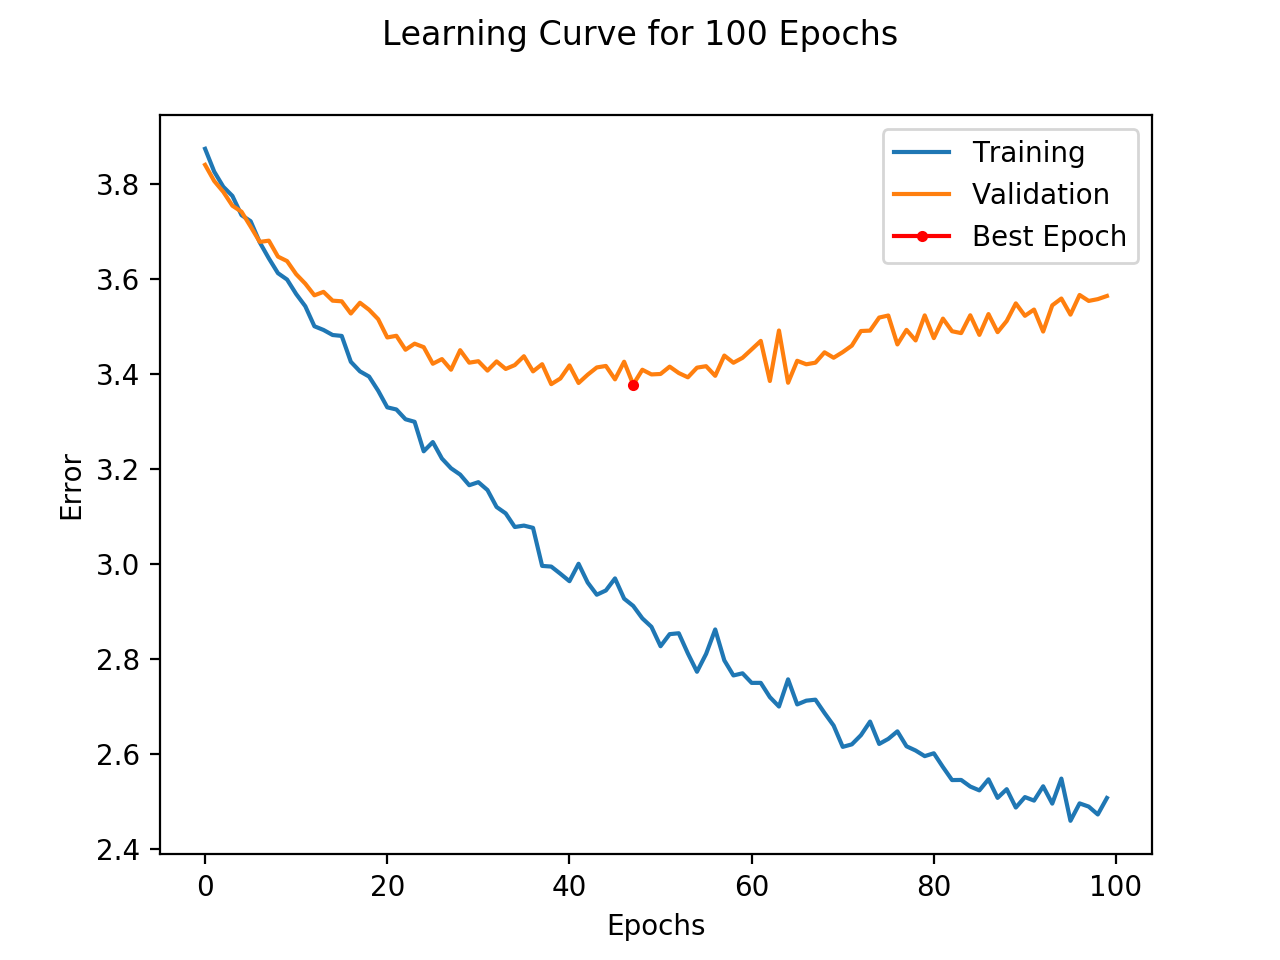 Learning Curve for 100 Epochs
Training
Validation
Best Epoch
3.8
3.6
3.4
3.2
3.0
2.8
2.6
2.4
Error
0 20 40 60 80 100
Epochs